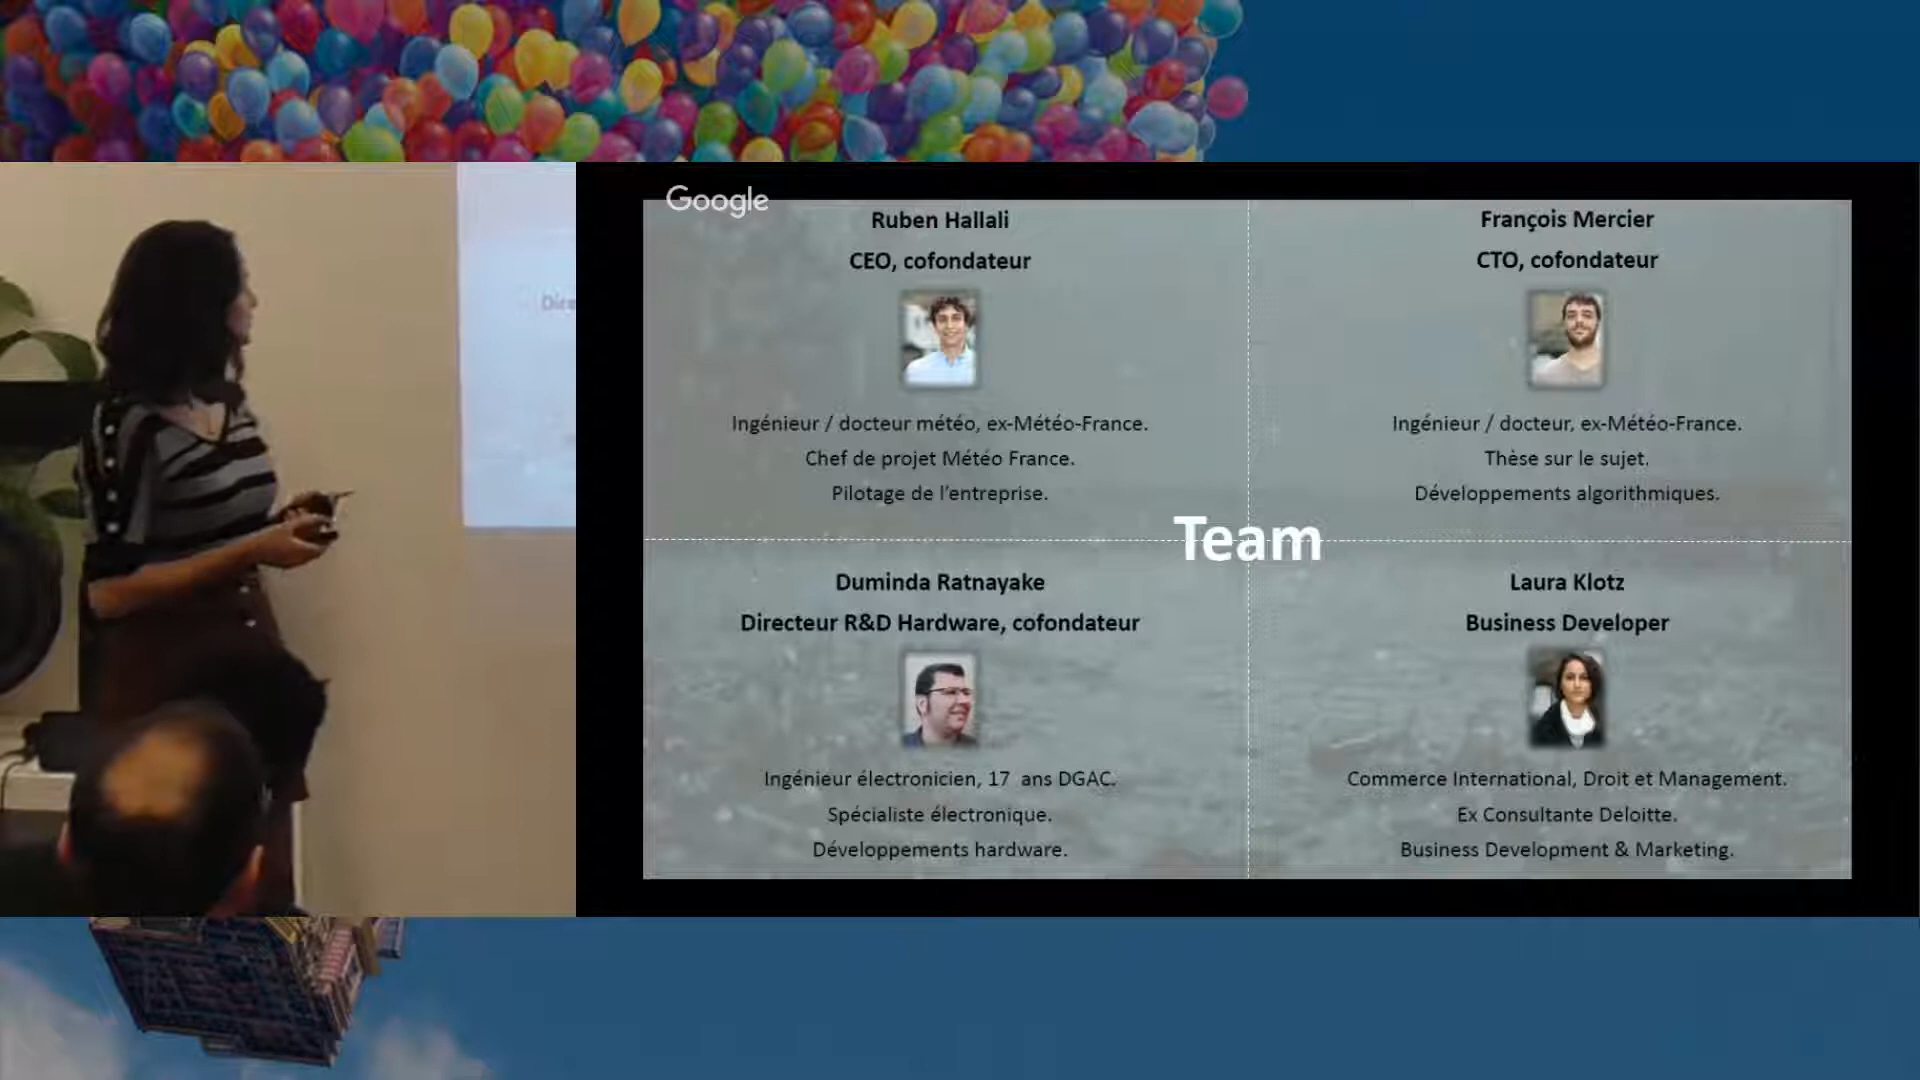 Google
Ruben Hallali
CEO, cofondateur
Ingénieur / docteur météo, ex-Météo-France.
Chef de projet Météo France.
Pilotage de l'entreprise.
François Mercier
CTO, cofondateur
Ingénieur / docteur, ex-Météo-France.
Thèse sur le sujet.
Développements algorithmiques.
Team
Duminda Ratnayake
Directeur R&D Hardware, cofondateur
Ingénieur électronicien, 17 ans DGAC.
Spécialiste électronique.
Développements hardware.
Laura Klotz
Business Developer
Commerce International, Droit et Management.
Ex Consultante Deloitte.
Business Development & Marketing.